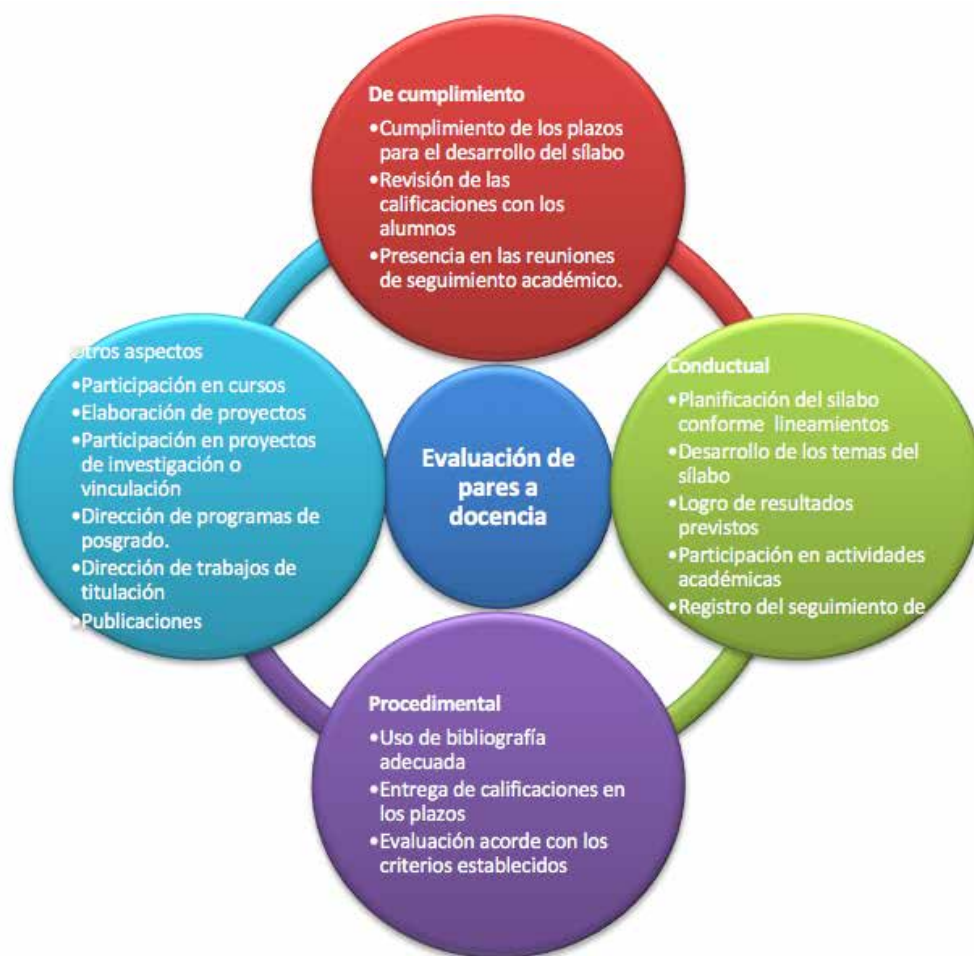 De cumplimiento
•Cumplimiento de los plazos
para el desarrollo del sílabo
•Revisión de las
calificaciones con los
alumnos
•Presencia en las reuniones
de seguimiento académico.
Otros aspectos
•Participación en cursos
•Elaboración de proyectos
•Participación en proyectos
de investigación o
vinculación
•Dirección de programas de
posgrado.
•Dirección de trabajos de
titulación
•Publicaciones
Evaluación de
pares a
docencia
Conductual
•Planificación del silabo
conforme lineamientos
•Desarrollo de los temas del
sílabo
•Logro de resultados
previstos
•Participación en actividades
académicas
•Registro del seguimiento de
Procedimental
•Uso de bibliografía
adecuada
•Entrega de calificaciones en
los plazos
•Evaluación acorde con los
criterios establecidos